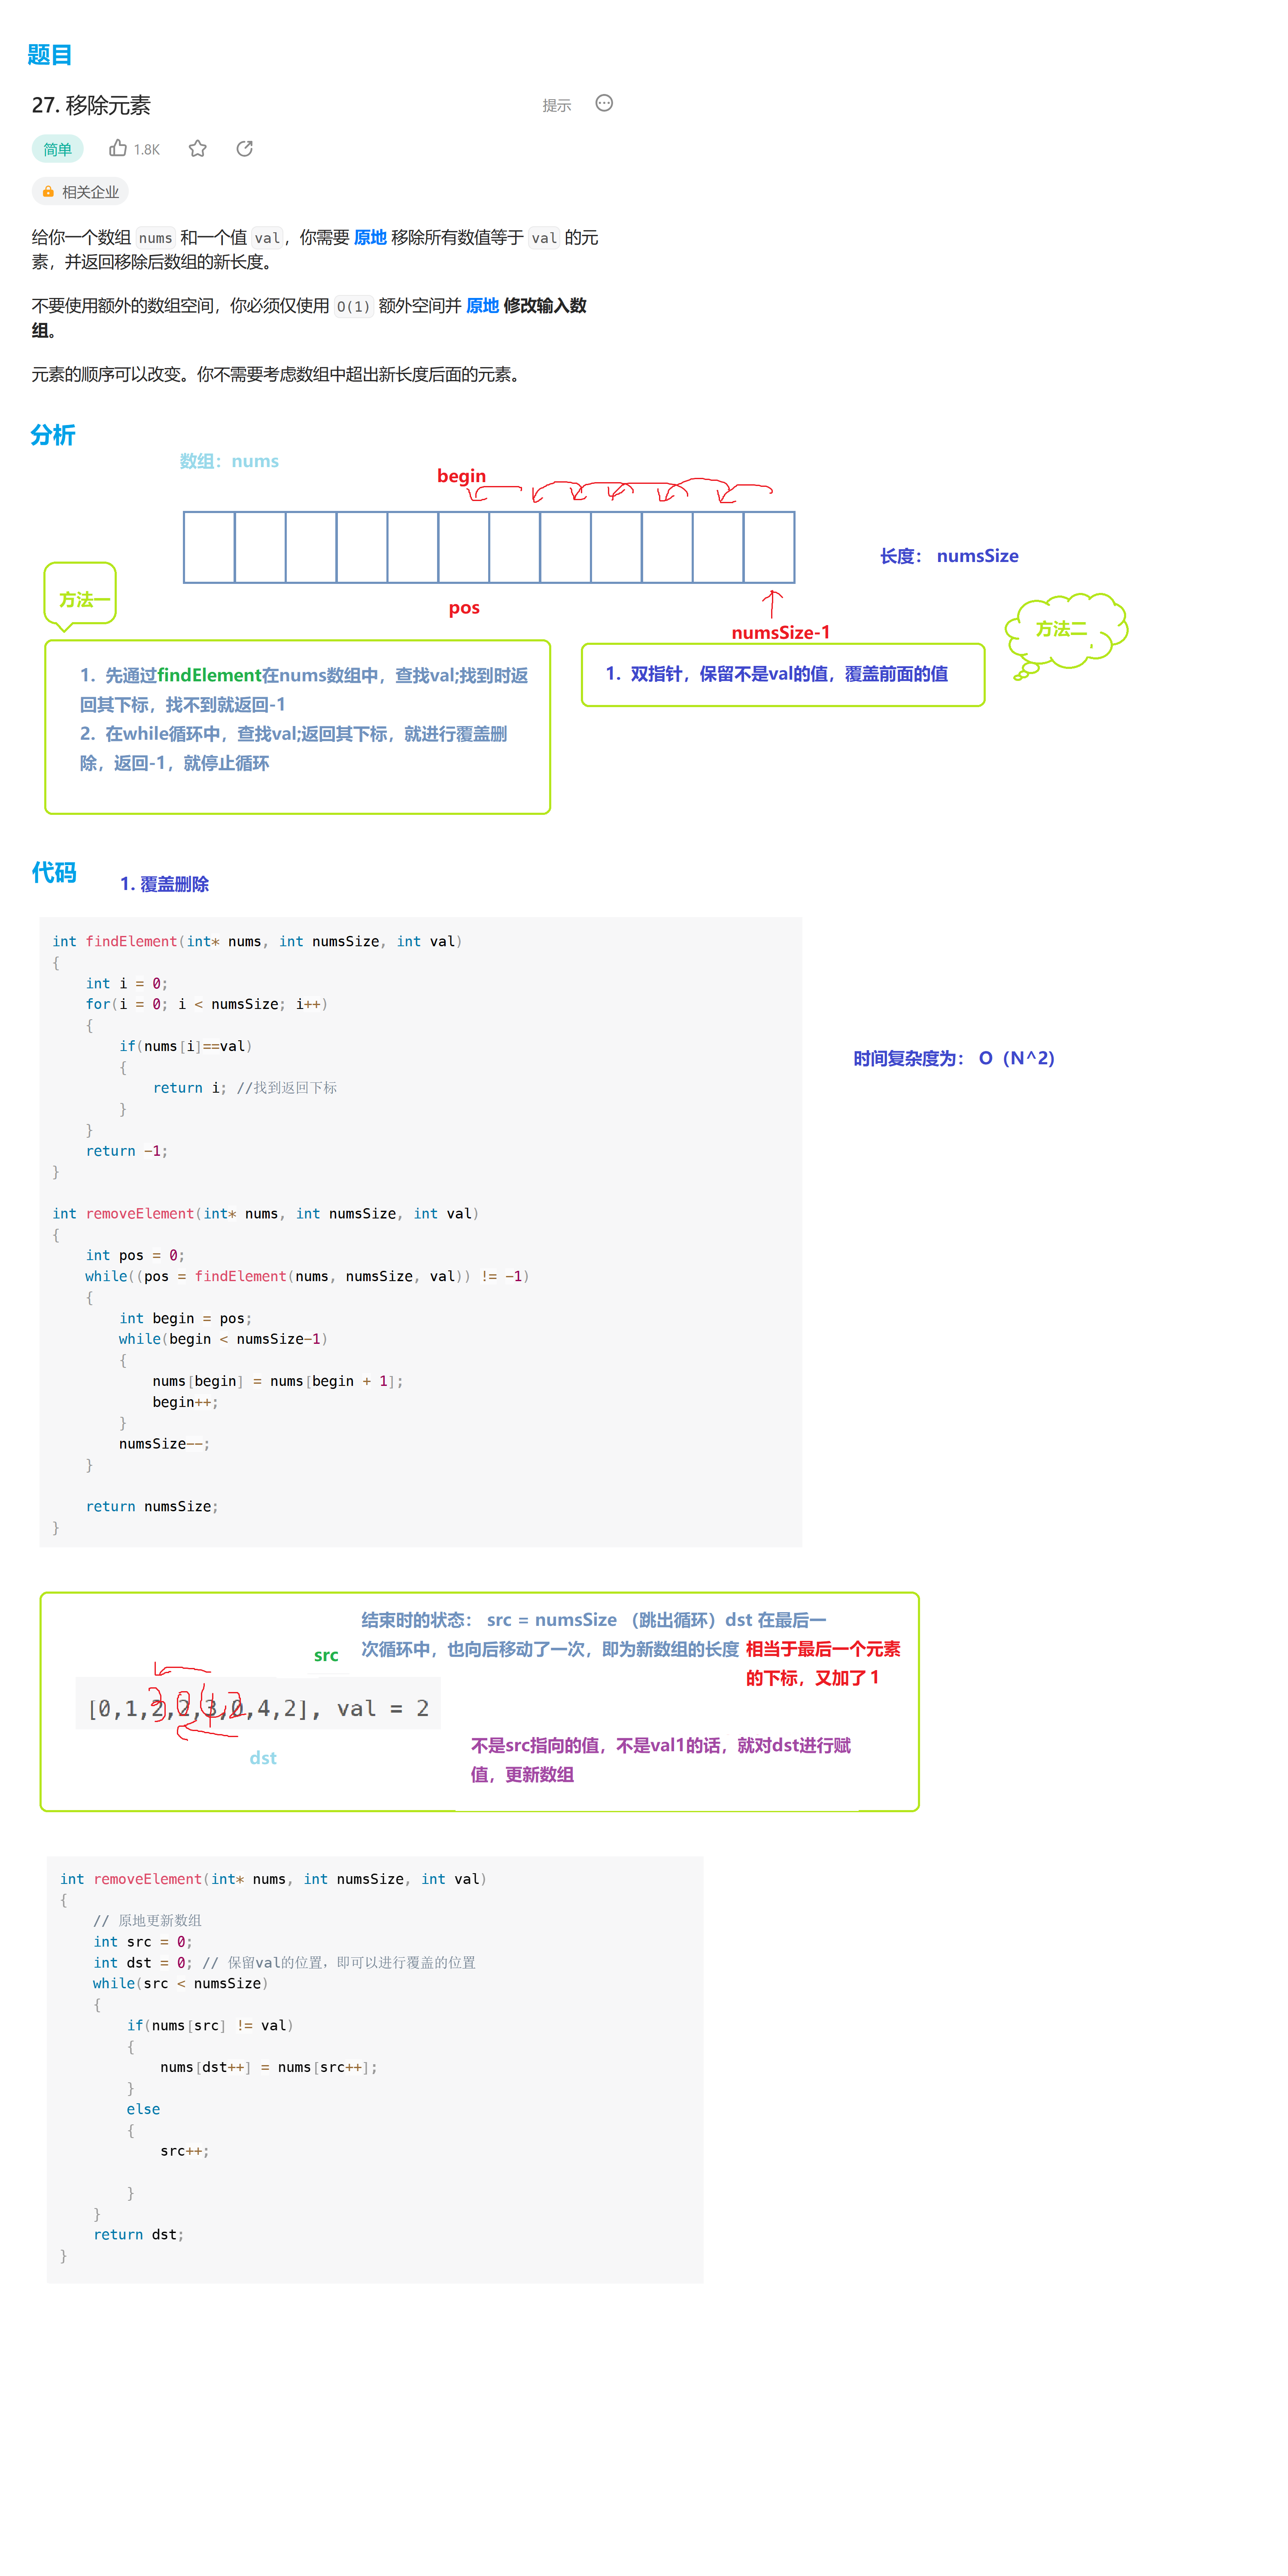 题目
27. 移除元素
提示
简单
1.8K
相关企业
给你一个数组 nums 和一个值 val，你需要 原地 移除所有数值等于 val 的元
素，并返回移除后数组的新长度。
不要使用额外的数组空间，你必须仅使用 O(1) 额外空间并 原地 修改输入数
组。
元素的顺序可以改变。你不需要考虑数组中超出新长度后面的元素。
分析
数组：nums
begin
长度： numsSize
pos
numsSize-1
方法一
方法二
1. 先通过findElement在nums数组中，查找val;找到时返
回其下标，找不到就返回-1
2. 在while循环中，查找val;返回其下标，就进行覆盖删
除，返回-1，就停止循环
1. 双指针，保留不是val的值，覆盖前面的值
代码
1. 覆盖删除
int findElement(int* nums, int numsSize, int val)
{
    int i = 0;
    for(i = 0; i < numsSize; i++)
    {
        if(nums[i]==val)
        {
            return i; //找到返回下标
        }
    }
    return -1;
}
时间复杂度为： O（N^2）
int removeElement(int* nums, int numsSize, int val)
{
    int pos = 0;
    while((pos = findElement(nums, numsSize, val)) != -1)
    {
        int begin = pos;
        while(begin < numsSize-1)
        {
            nums[begin] = nums[begin + 1];
            begin++;
        }
        numsSize--;
    }
    return numsSize;
}
结束时的状态： src = numsSize （跳出循环）dst 在最后一
次循环中，也向后移动了一次，即为新数组的长度
相当于最后一个元素
的下标，又加了 1
src
3 0 4 2
[0,1,2,2,3,0,4,2], val = 2
dst
不是src指向的值，不是val1的话，就对dst进行赋
值，更新数组
int removeElement(int* nums, int numsSize, int val)
{
    // 原地更新数组
    int src = 0;
    int dst = 0; // 保留val的位置，即可以进行覆盖的位置
    while(src < numsSize)
    {
        if(nums[src] != val)
        {
            nums[dst++] = nums[src++];
        }
        else
        {
            src++;
        }
    }
    return dst;
}